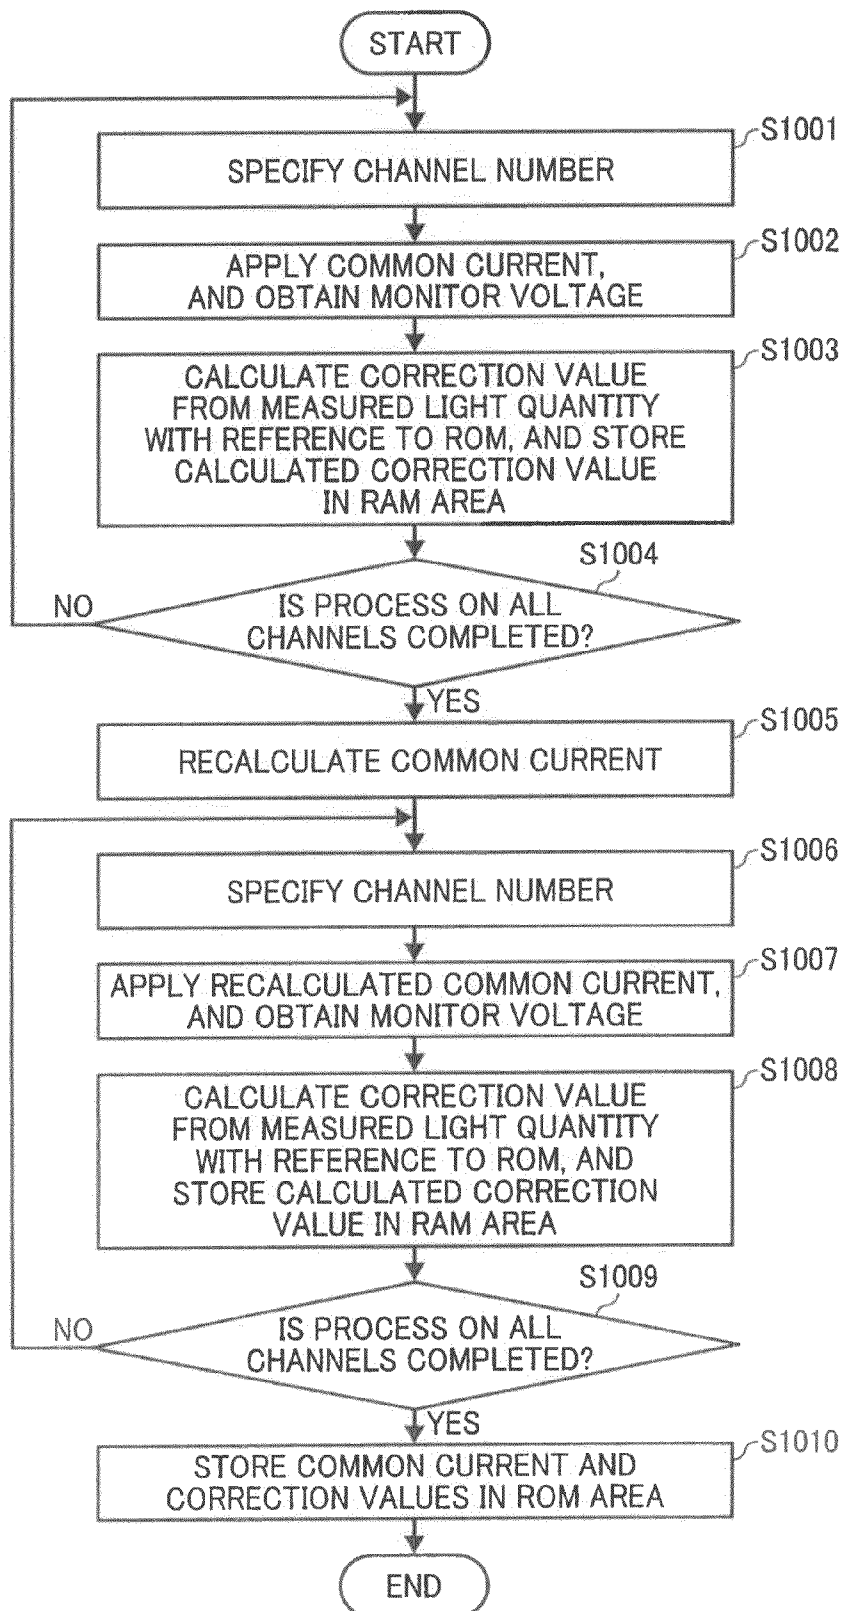 START
S1001
SPECIFY CHANNEL NUMBER
S1002
APPLY COMMON CURRENT,
AND OBTAIN MONITOR VOLTAGE
S1003
CALCULATE CORRECTION VALUE
FROM MEASURED LIGHT QUANTITY
WITH REFERENCE TO ROM, AND STORE
CALCULATED CORRECTION VALUE
IN RAM AREA
S1004
NO
IS PROCESS ON ALL
CHANNELS COMPLETED?
YES
S1005
RECALCULATE COMMON CURRENT
S1006
SPECIFY CHANNEL NUMBER
S1007
APPLY RECALCULATED COMMON CURRENT,
AND OBTAIN MONITOR VOLTAGE
S1008
CALCULATE CORRECTION VALUE
FROM MEASURED LIGHT QUANTITY
WITH REFERENCE TO ROM, AND
STORE CALCULATED CORRECTION
VALUE IN RAM AREA
S1009
NO
IS PROCESS ON ALL
CHANNELS COMPLETED?
YES
S1010
STORE COMMON CURRENT AND
CORRECTION VALUES IN ROM AREA
END